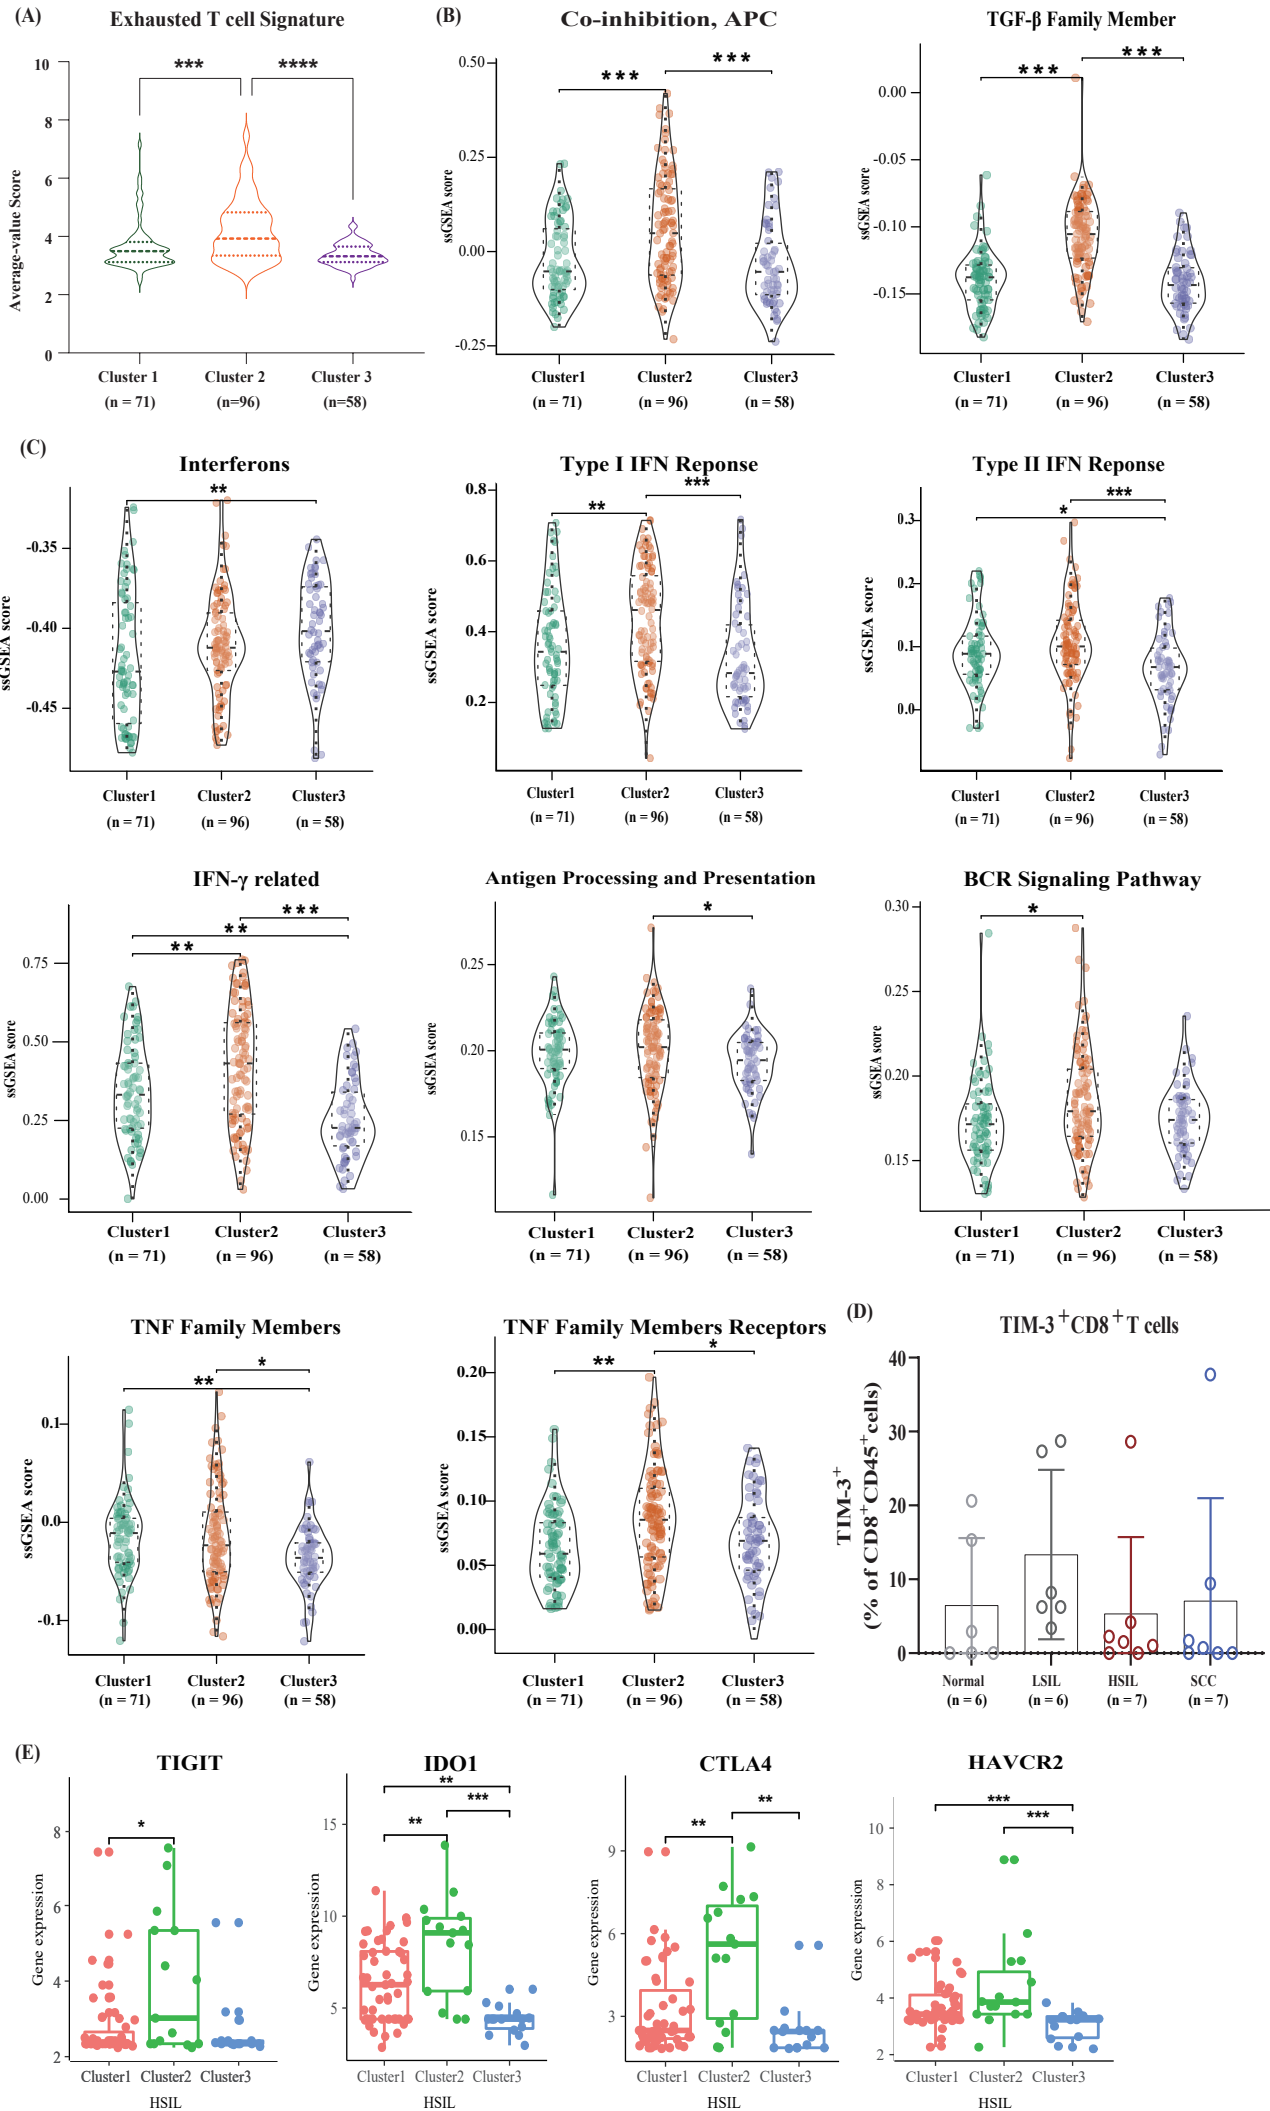 (A)
Exhausted T cell Signature
***
****
Average-value Score
10
8
6
4
2
0
Cluster 1
Cluster 2
Cluster 3
(n = 71)
(n=96)
(n=58)
(B)
Co-inhibition, APC
***
***
ssGSEA score
0.50
0.25
0.00
-0.25
Cluster1
Cluster2
Cluster3
(n = 71)
(n = 96)
(n = 58)
TGF-β Family Member
***
***
ssGSEA score
0.00
-0.05
-0.10
-0.15
Cluster1
Cluster2
Cluster3
(n = 71)
(n = 96)
(n = 58)
(C)
Interferons
**
ssGSEA score
-0.35
-0.40
-0.45
Cluster1
Cluster2
Cluster3
(n = 71)
(n = 96)
(n = 58)
Type I IFN Reponse
**
***
ssGSEA score
0.8
0.6
0.4
0.2
Cluster1
Cluster2
Cluster3
(n = 71)
(n = 96)
(n = 58)
Type II IFN Reponse
***
*
ssGSEA score
0.3
0.2
0.1
0.0
Cluster1
Cluster2
Cluster3
(n = 71)
(n = 96)
(n = 58)
IFN-γ related
***
**
**
ssGSEA score
0.75
0.50
0.25
0.00
Cluster1
Cluster2
Cluster3
(n = 71)
(n = 96)
(n = 58)
Antigen Processing and Presentation
*
ssGSEA score
0.25
0.20
0.15
Cluster1
Cluster2
Cluster3
(n = 71)
(n = 96)
(n = 58)
BCR Signaling Pathway
*
ssGSEA score
0.30
0.25
0.20
0.15
Cluster1
Cluster2
Cluster3
(n = 71)
(n = 96)
(n = 58)
TNF Family Members
*
**
ssGSEA score
0.1
0.0
-0.1
Cluster1
Cluster2
Cluster3
(n = 71)
(n = 96)
(n = 58)
TNF Family Members Receptors
**
*
ssGSEA score
0.20
0.15
0.10
0.05
0.00
Cluster1
Cluster2
Cluster3
(n = 71)
(n = 96)
(n = 58)
(D)
TIM-3⁺CD8⁺T cells
TIM-3⁺
(% of CD8⁺CD45⁺cells)
40
30
20
10
0
Normal
LSIL
HSIL
SCC
(n = 6)
(n = 6)
(n = 7)
(n = 7)
(E)
TIGIT
*
Gene expression
8
6
4
2
Cluster1
Cluster2
Cluster3
HSIL
IDO1
**
***
**
Gene expression
15
10
5
Cluster1
Cluster2
Cluster3
HSIL
CTLA4
**
**
Gene expression
9
6
3
Cluster1
Cluster2
Cluster3
HSIL
HAVCR2
***
***
Gene expression
10
8
6
4
2
Cluster1
Cluster2
Cluster3
HSIL